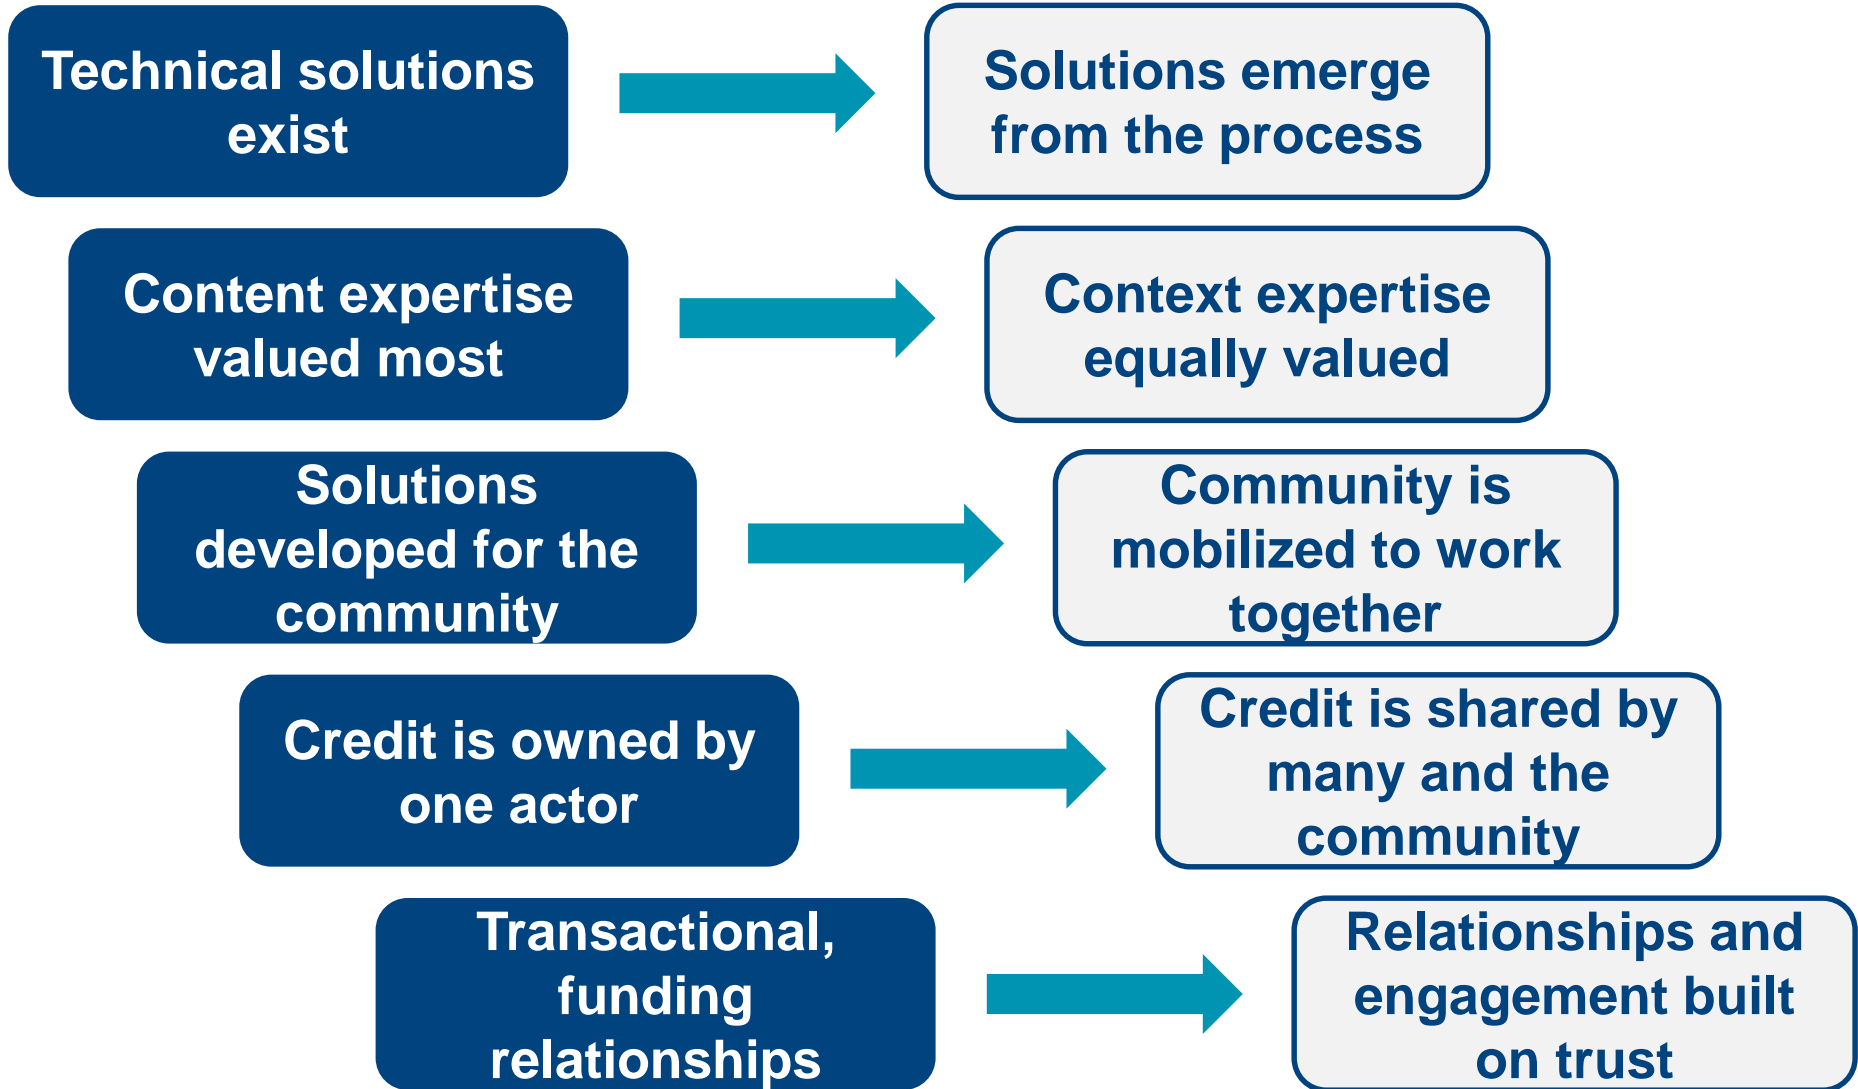 Technical solutions
exist
Solutions emerge
from the process
Content expertise
valued most
Context expertise
equally valued
Solutions
developed for the
community
Community is
mobilized to work
together
Credit is owned by
one actor
Credit is shared by
many and the
community
Transactional,
funding
relationships
Relationships and
engagement built
on trust